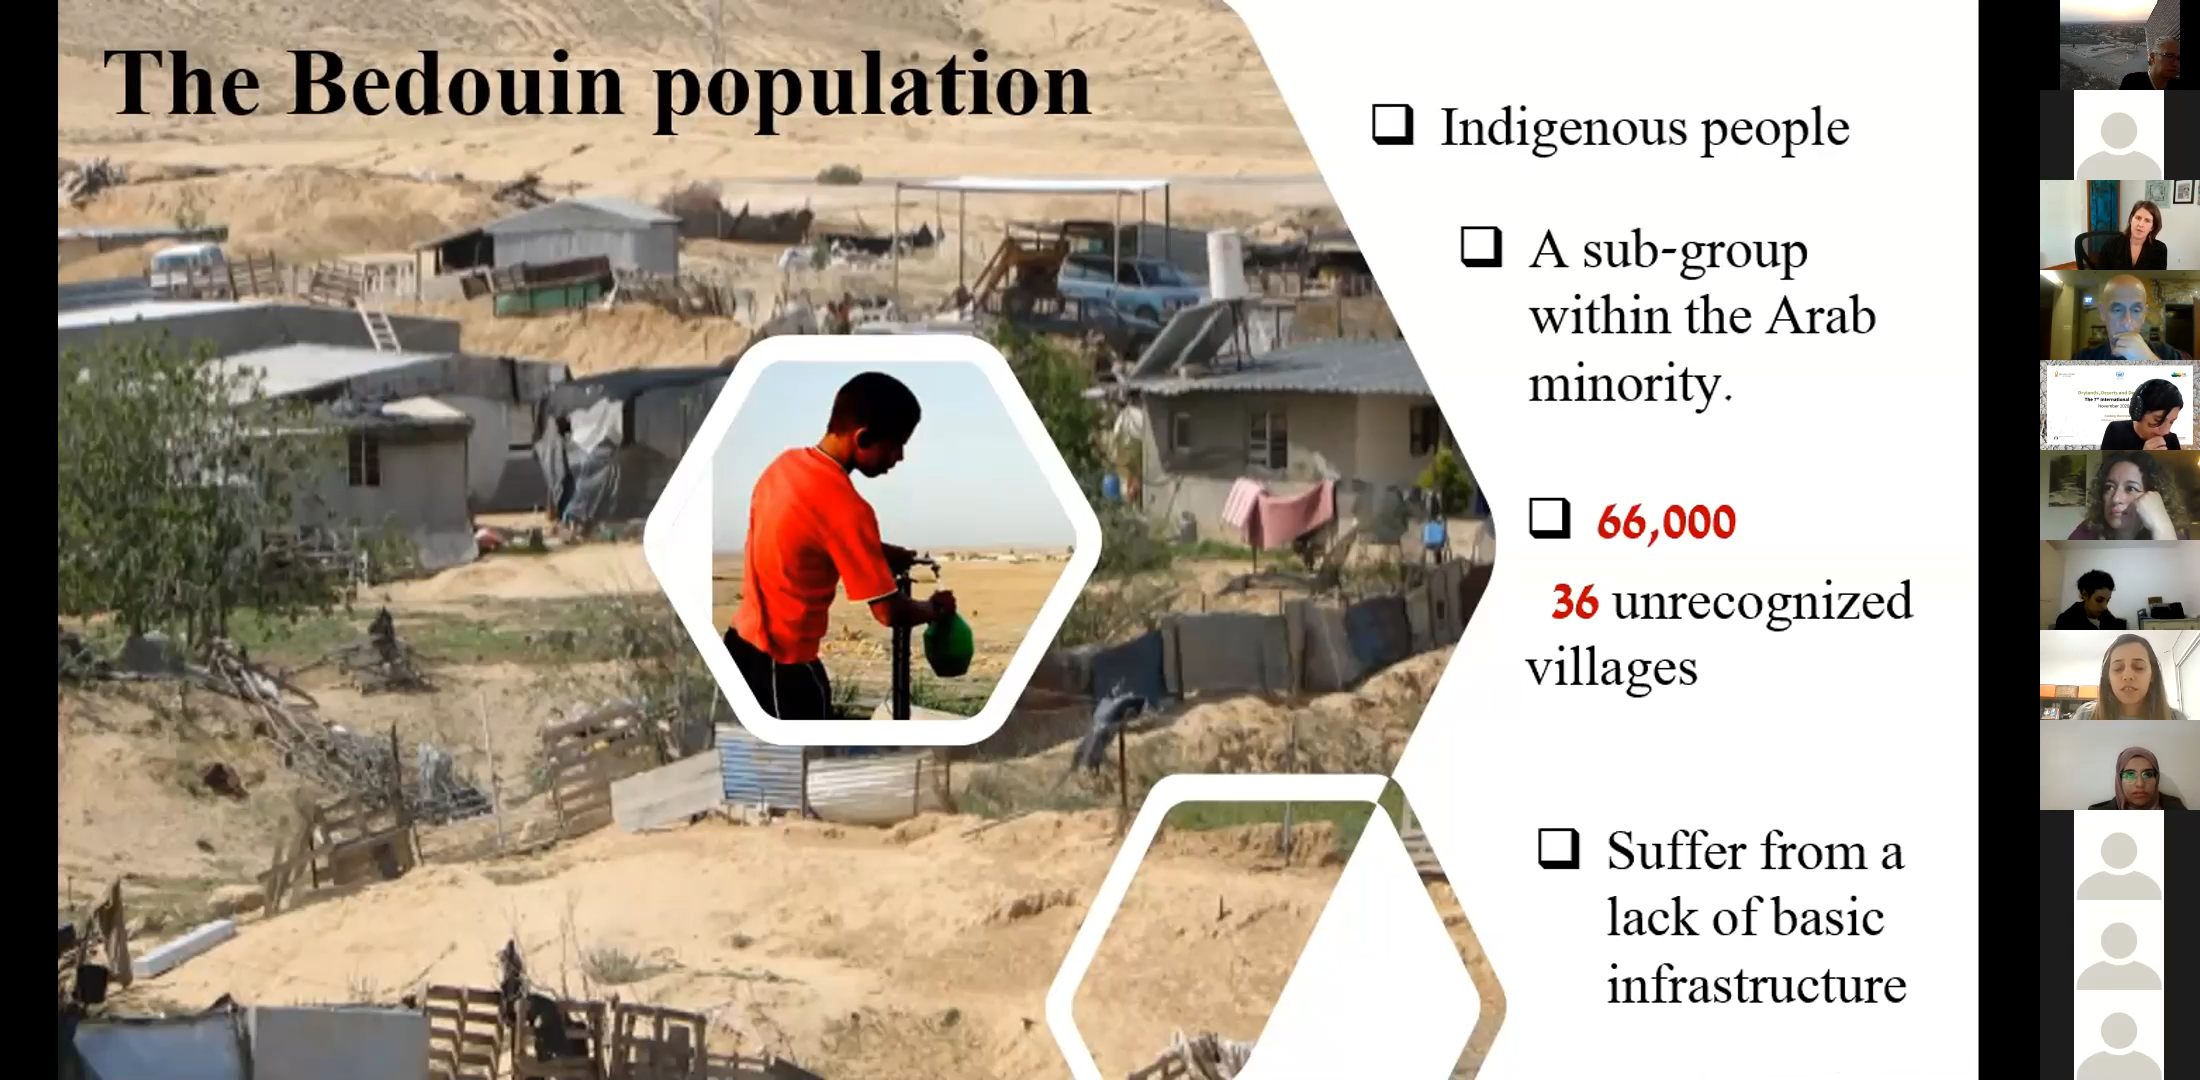 The Bedouin population
Indigenous people
A sub-group
within the Arab
minority.
66,000
36 unrecognized
villages
Suffer from a
lack of basic
infrastructure